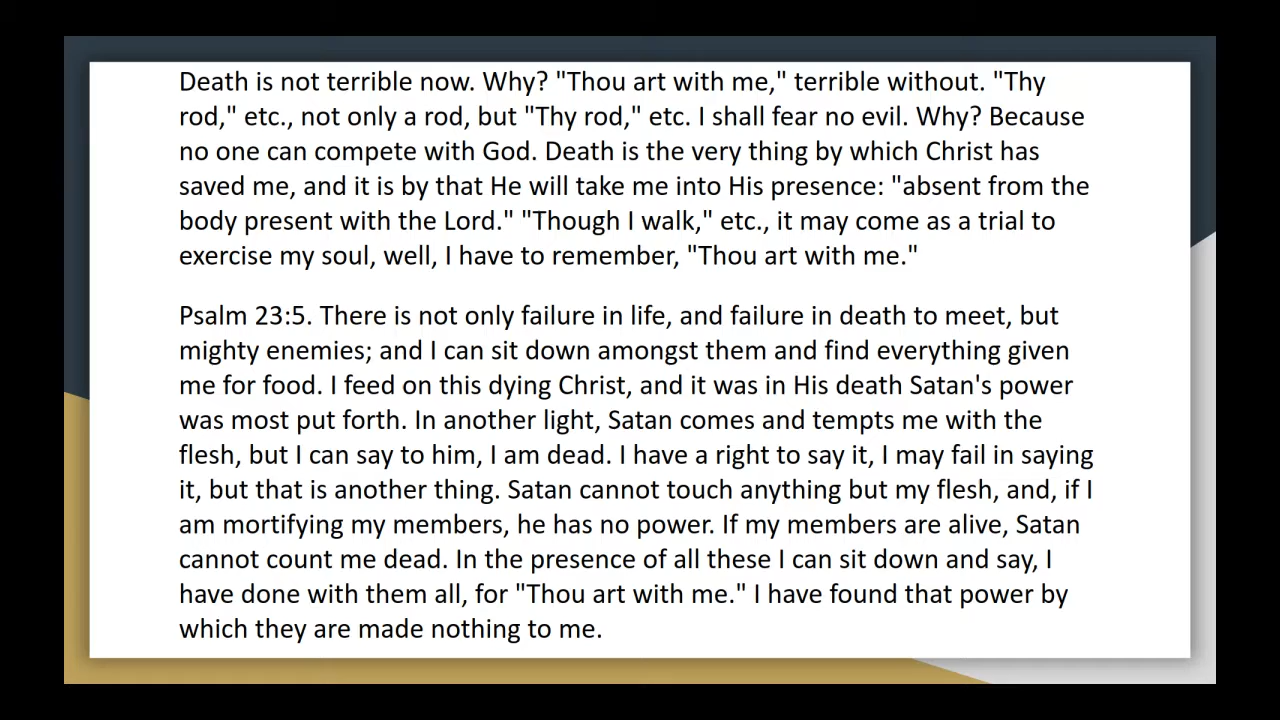 Death is not terrible now. Why? "Thou art with me," terrible without. "Thy
rod," etc., not only a rod, but "Thy rod," etc. I shall fear no evil. Why? Because
no one can compete with God. Death is the very thing by which Christ has
saved me, and it is by that He will take me into His presence: "absent from the
body present with the Lord." "Though I walk," etc., it may come as a trial to
exercise my soul, well, I have to remember, "Thou art with me."
Psalm 23:5. There is not only failure in life, and failure in death to meet, but
mighty enemies; and I can sit down amongst them and find everything given
me for food. I feed on this dying Christ, and it was in His death Satan's power
was most put forth. In another light, Satan comes and tempts me with the
flesh, but I can say to him, I am dead. I have a right to say it, I may fail in saying
it, but that is another thing. Satan cannot touch anything but my flesh, and, if I
am mortifying my members, he has no power. If my members are alive, Satan
cannot count me dead. In the presence of all these I can sit down and say, I
have done with them all, for "Thou art with me." I have found that power by
which they are made nothing to me.